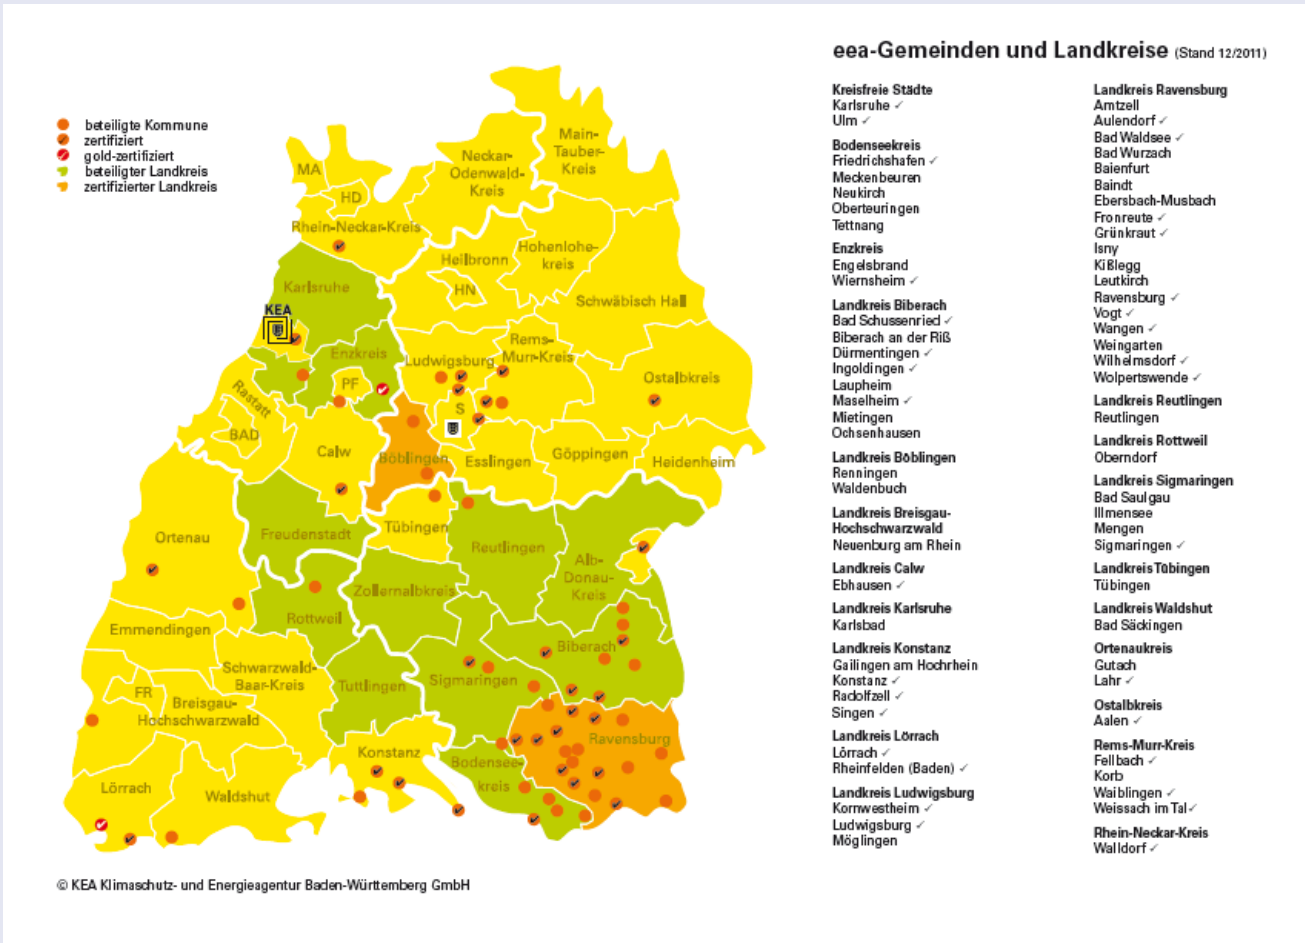 eea-Gemeinden und Landkreise (Stand 12/2011)
beteiligte Kommune
zertifiziert
gold-zertifiziert
beteiligter Landkreis
zertifizierter Landkreis
Main-
Tauber-
Kreis
Neckar-
Odenwald-
Kreis
MA
HD
Rhein-Neckar-Kreis
Hohenlohe-
kreis
Heilbronn
HN
Karlsruhe
Schwäbisch Hall
KEA
Rems-
Murr-Kreis
Enzkreis
Ludwigsburg
PF
Ostalbkreis
Rastatt
S
BAD
Calw
Böblingen
Esslingen
Göppingen
Heidenheim
Tübingen
Ortenau
Freudenstadt
Reutlingen
Alb-
Donau-
Kreis
Zollernalbkreis
Rottweil
Emmendingen
Biberach
Schwarzwald-
Baar-Kreis
Sigmaringen
Tuttlingen
FR
Breisgau-
Hochschwarzwald
Ravensburg
Konstanz
Bodensee-
kreis
Lörrach
Waldshut
© KEA Klimaschutz- und Energieagentur Baden-Württemberg GmbH
Kreisfreie Städte
Karlsruhe ✓
Ulm ✓
Bodenseekreis
Friedrichshafen ✓
Meckenbeuren
Neukirch
Oberteuringen
Tettnang
Enzkreis
Engelsbrand
Wiernsheim ✓
Landkreis Biberach
Bad Schussenried ✓
Biberach an der Riß
Dürmentingen ✓
Ingoldingen ✓
Laupheim
Maselheim ✓
Mietingen
Ochsenhausen
Landkreis Böblingen
Renningen
Waldenbuch
Landkreis Breisgau-
Hochschwarzwald
Neuenburg am Rhein
Landkreis Calw
Ebhausen ✓
Landkreis Karlsruhe
Karlsbad
Landkreis Konstanz
Gailingen am Hochrhein
Konstanz ✓
Radolfzell ✓
Singen ✓
Landkreis Lörrach
Lörrach ✓
Rheinfelden (Baden) ✓
Landkreis Ludwigsburg
Kornwestheim ✓
Ludwigsburg ✓
Möglingen
Landkreis Ravensburg
Amtzell
Aulendorf ✓
Bad Waldsee ✓
Bad Wurzach
Baienfurt
Baindt
Ebersbach-Musbach
Fronreute ✓
Grünkraut ✓
Isny
Kißlegg
Leutkirch
Ravensburg ✓
Vogt ✓
Wangen ✓
Weingarten
Wilhelmsdorf ✓
Wolpertswende ✓
Landkreis Reutlingen
Reutlingen
Landkreis Rottweil
Oberndorf
Landkreis Sigmaringen
Bad Saulgau
Illmensee
Mengen
Sigmaringen ✓
Landkreis Tübingen
Tübingen
Landkreis Waldshut
Bad Säckingen
Ortenaukreis
Gutach
Lahr ✓
Ostalbkreis
Aalen ✓
Rems-Murr-Kreis
Fellbach ✓
Korb
Waiblingen ✓
Weissach im Tal ✓
Rhein-Neckar-Kreis
Walldorf ✓